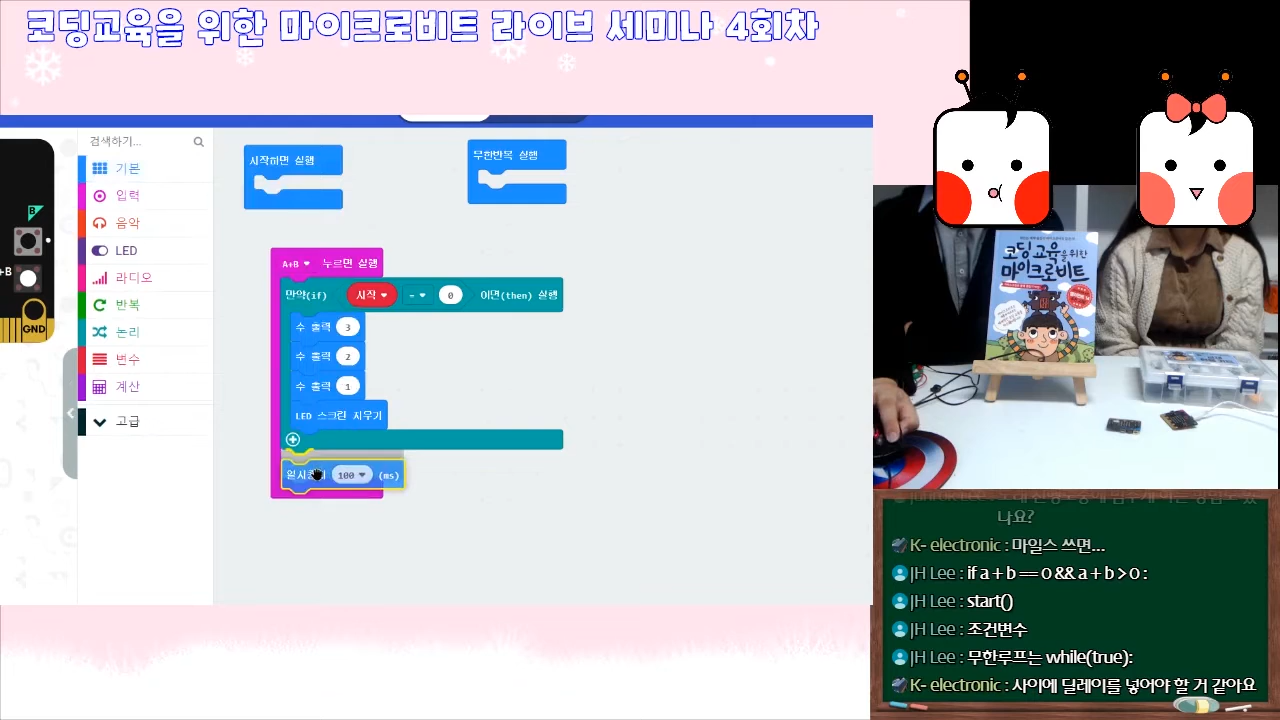 코딩교육을 위한 마이크로비트 라이브 세미나 4회차
검색하기...
기본
입력
음악
LED
라디오
반복
논리
변수
계산
고급
B
+B
GND
시작하면 실행
무한반복 실행
A+B 누르면 실행
만약(if) 시작 = 0 이면(then) 실행
수 출력 3
수 출력 2
수 출력 1
LED 스크린 지우기
100 (ms)
코딩교육을 위한
마이크로비트
나요?
K- electronic : 마일스 쓰면...
JH Lee : if a + b == 0 && a + b > 0 :
JH Lee : start()
JH Lee : 조건변수
JH Lee : 무한루프는 while(true):
K- electronic : 사이에 딜레이를 넣어야 할 거 같아요